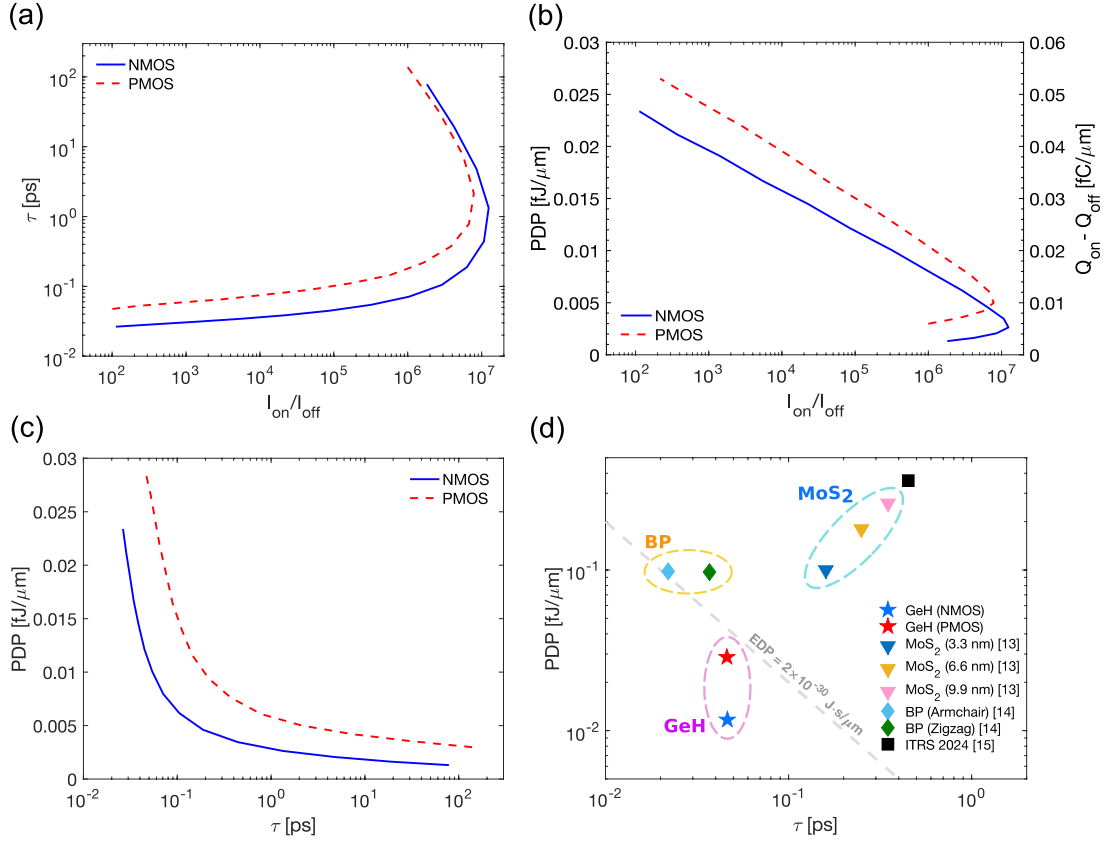 (a)
10^2
10^1
10^0
10^-1
10^-2
τ [ps]
NMOS
PMOS
10^2 10^3 10^4 10^5 10^6 10^7
I_on/I_off
(b)
0.03
0.025
0.02
0.015
0.01
0.005
0
PDP [fJ/μm]
NMOS
PMOS
0.06
0.05
0.04
0.03
0.02
0.01
0
Q_on - Q_off [fC/μm]
10^2 10^3 10^4 10^5 10^6 10^7
I_on/I_off
(c)
0.03
0.025
0.02
0.015
0.01
0.005
0
PDP [fJ/μm]
NMOS
PMOS
10^-2 10^-1 10^0 10^1 10^2
τ [ps]
(d)
10^-1
10^-2
PDP [fJ/μm]
MoS2
BP
GeH
EDP = 2×10^-30 J·s/μm
GeH (NMOS)
GeH (PMOS)
MoS_2 (3.3 nm) [13]
MoS_2 (6.6 nm) [13]
MoS_2 (9.9 nm) [13]
BP (Armchair) [14]
BP (Zigzag) [14]
ITRS 2024 [15]
10^-2 10^-1 10^0
τ [ps]